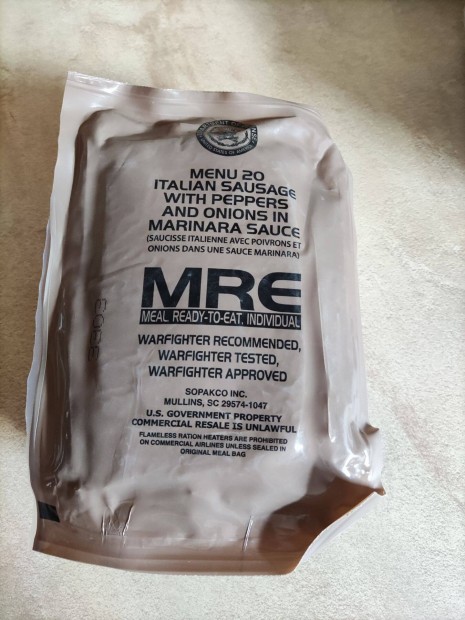 MENU 20
ITALIAN SAUSAGE
WITH PEPPERS
AND ONIONS IN
MARINARA SAUCE
(SAUCISSE ITALIENNE AVEC POIVRONS ET
ONIONS DANS UNE SAUCE MARINARA)
MRE
MEAL, READY-TO-EAT, INDIVIDUAL
WARFIGHTER RECOMMENDED,
WARFIGHTER TESTED,
WARFIGHTER APPROVED
SOPAKCO INC.
MULLINS, SC 29574-1047
U.S. GOVERNMENT PROPERTY
COMMERCIAL RESALE IS UNLAWFUL
FLAMELESS RATION HEATERS ARE PROHIBITED
ON COMMERCIAL AIRLINES UNLESS SEALED IN
ORIGINAL MEAL BAG